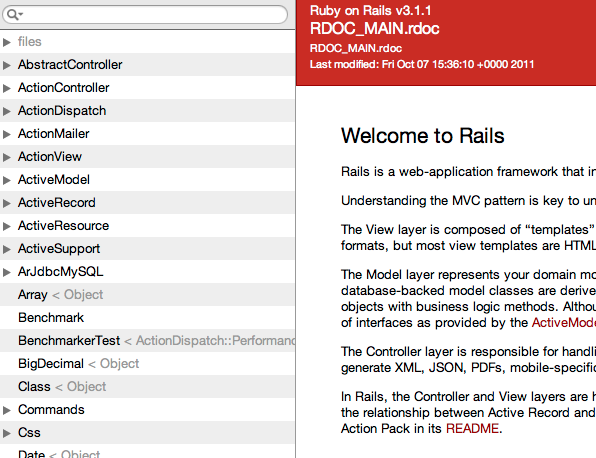 files
AbstractController
ActionController
ActionDispatch
ActionMailer
ActionView
ActiveModel
ActiveRecord
ActiveResource
ActiveSupport
ArJdbcMySQL
Array < Object
Benchmark
BenchmarkerTest < ActionDispatch::Performanc
BigDecimal < Object
Class < Object
Commands
Css
Date < Object
Ruby on Rails v3.1.1
RDOC_MAIN.rdoc
RDOC_MAIN.rdoc
Last modified: Fri Oct 07 15:36:10 +0000 2011
Welcome to Rails
Rails is a web-application framework that in
Understanding the MVC pattern is key to un
The View layer is composed of “templates”
formats, but most view templates are HTML
The Model layer represents your domain mo
database-backed model classes are derive
objects with business logic methods. Althou
of interfaces as provided by the ActiveMode
The Controller layer is responsible for handli
generate XML, JSON, PDFs, mobile-specific
In Rails, the Controller and View layers are h
the relationship between Active Record and
Action Pack in its README.